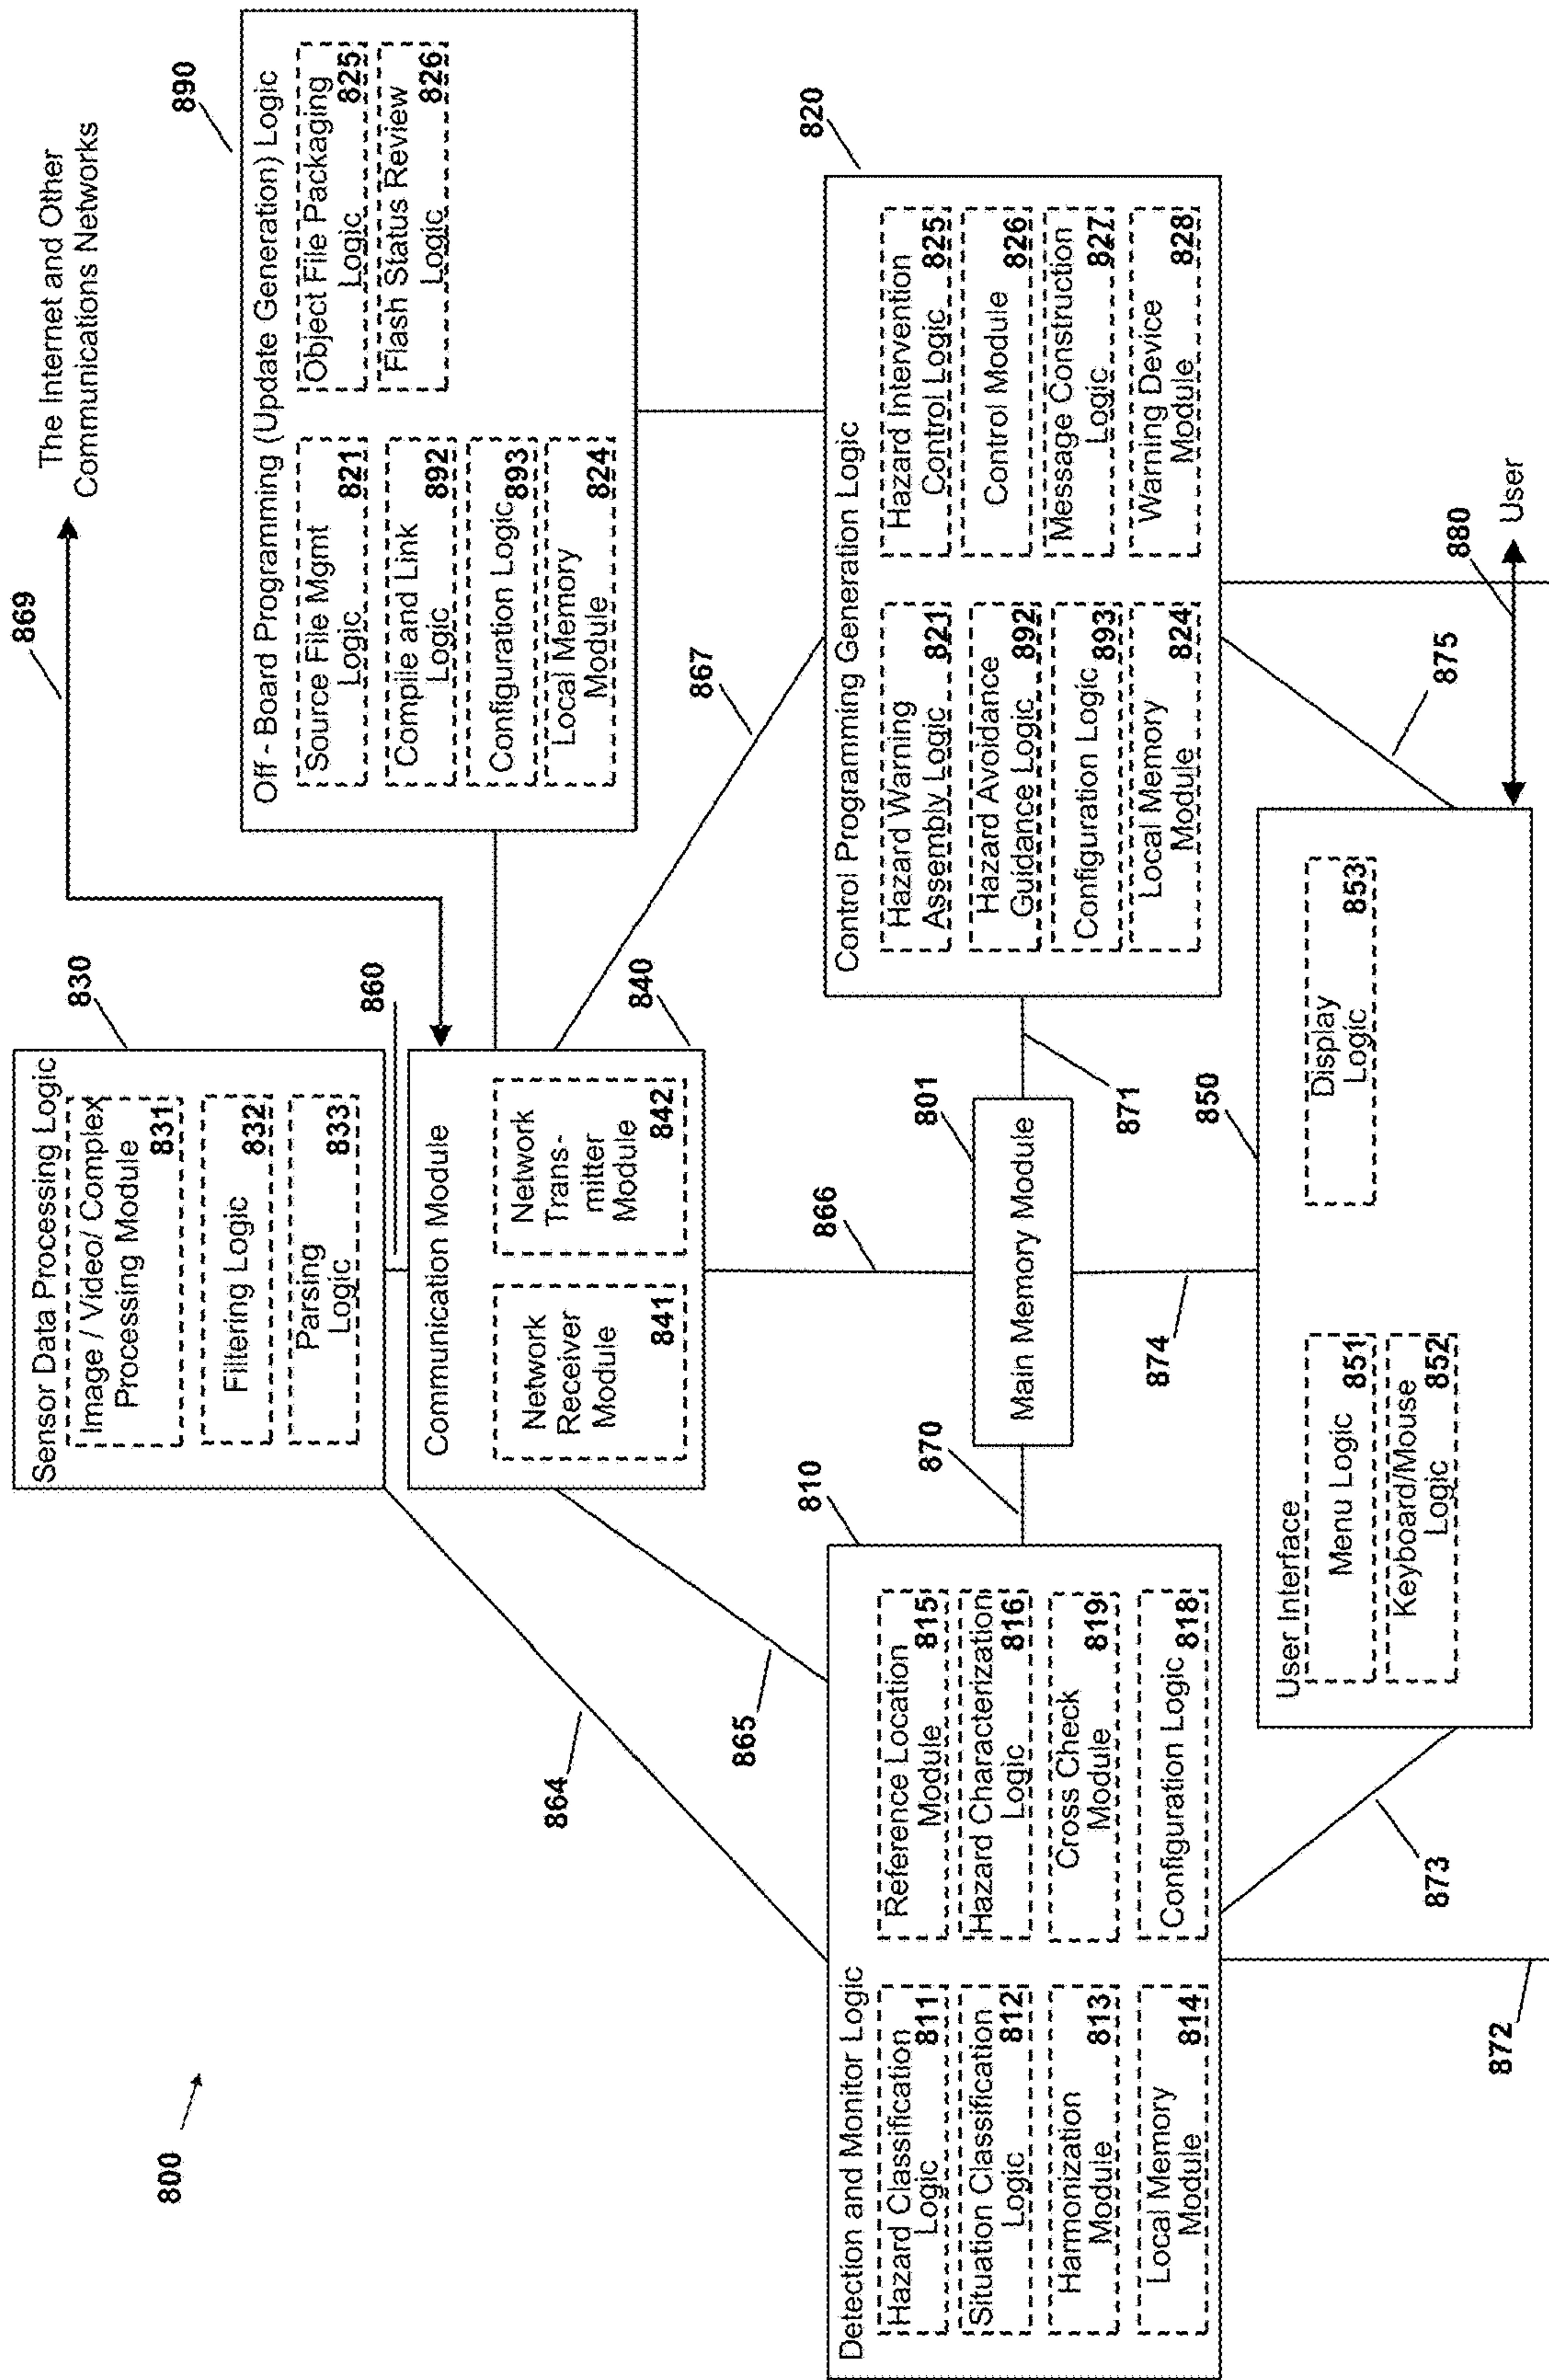 800
The Internet and Other
Communications Networks
869
890
Off - Board Programming (Update Generation) Logic
Source File Mgmt
Logic
821
Compile and Link
Logic
892
Configuration Logic
893
Local Memory
Module
824
Object File Packaging
Logic
825
Flash Status Review
Logic
826
830
Sensor Data Processing Logic
Image / Video/ Complex
Processing Module
831
Filtering Logic
832
Parsing
Logic
833
860
840
Communication Module
Network
Receiver
Module
841
Network
Trans-
mitter
Module
842
864
865
866
867
810
Detection and Monitor Logic
Hazard Classification
Logic
811
Situation Classification
Logic
812
Harmonization
Module
813
Local Memory
Module
814
Reference Location
Module
815
Hazard Characterization
Logic
816
Cross Check
Module
819
Configuration Logic
818
870
801
Main Memory Module
871
820
Control Programming Generation Logic
Hazard Warning
Assembly Logic
821
Hazard Avoidance
Guidance Logic
892
Configuration Logic
893
Local Memory
Module
824
Hazard Intervention
Control Logic
825
Control Module
826
Message Construction
Logic
827
Warning Device
Module
828
872
873
874
875
850
User Interface
Menu Logic
851
Keyboard/Mouse
Logic
852
Display
Logic
853
880
User